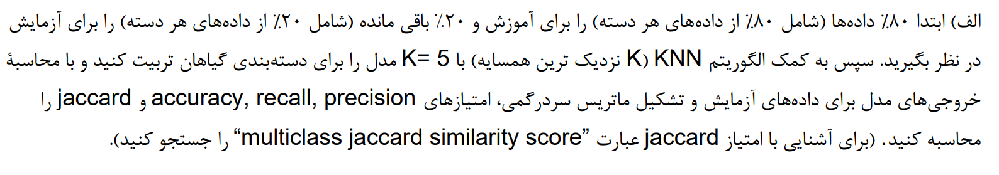 الف) ابتدا ۸۰٪ داده‌ها (شامل ۸۰٪ از داده‌های هر دسته) را برای آموزش و ۲۰٪ باقی مانده (شامل ۲۰٪ از داده‌های هر دسته) را برای آزمایش
در نظر بگیرید. سپس به کمک الگوریتم KNN (K نزدیک ترین همسایه) با K= 5 مدل را برای دسته‌بندی گیاهان تربیت کنید و با محاسبهٔ
خروجی‌های مدل برای داده‌های آزمایش و تشکیل ماتریس سردرگمی، امتیازهای accuracy, recall, precision و jaccard را
محاسبه کنید. (برای آشنایی با امتیاز jaccard عبارت “multiclass jaccard similarity score” را جستجو کنید).